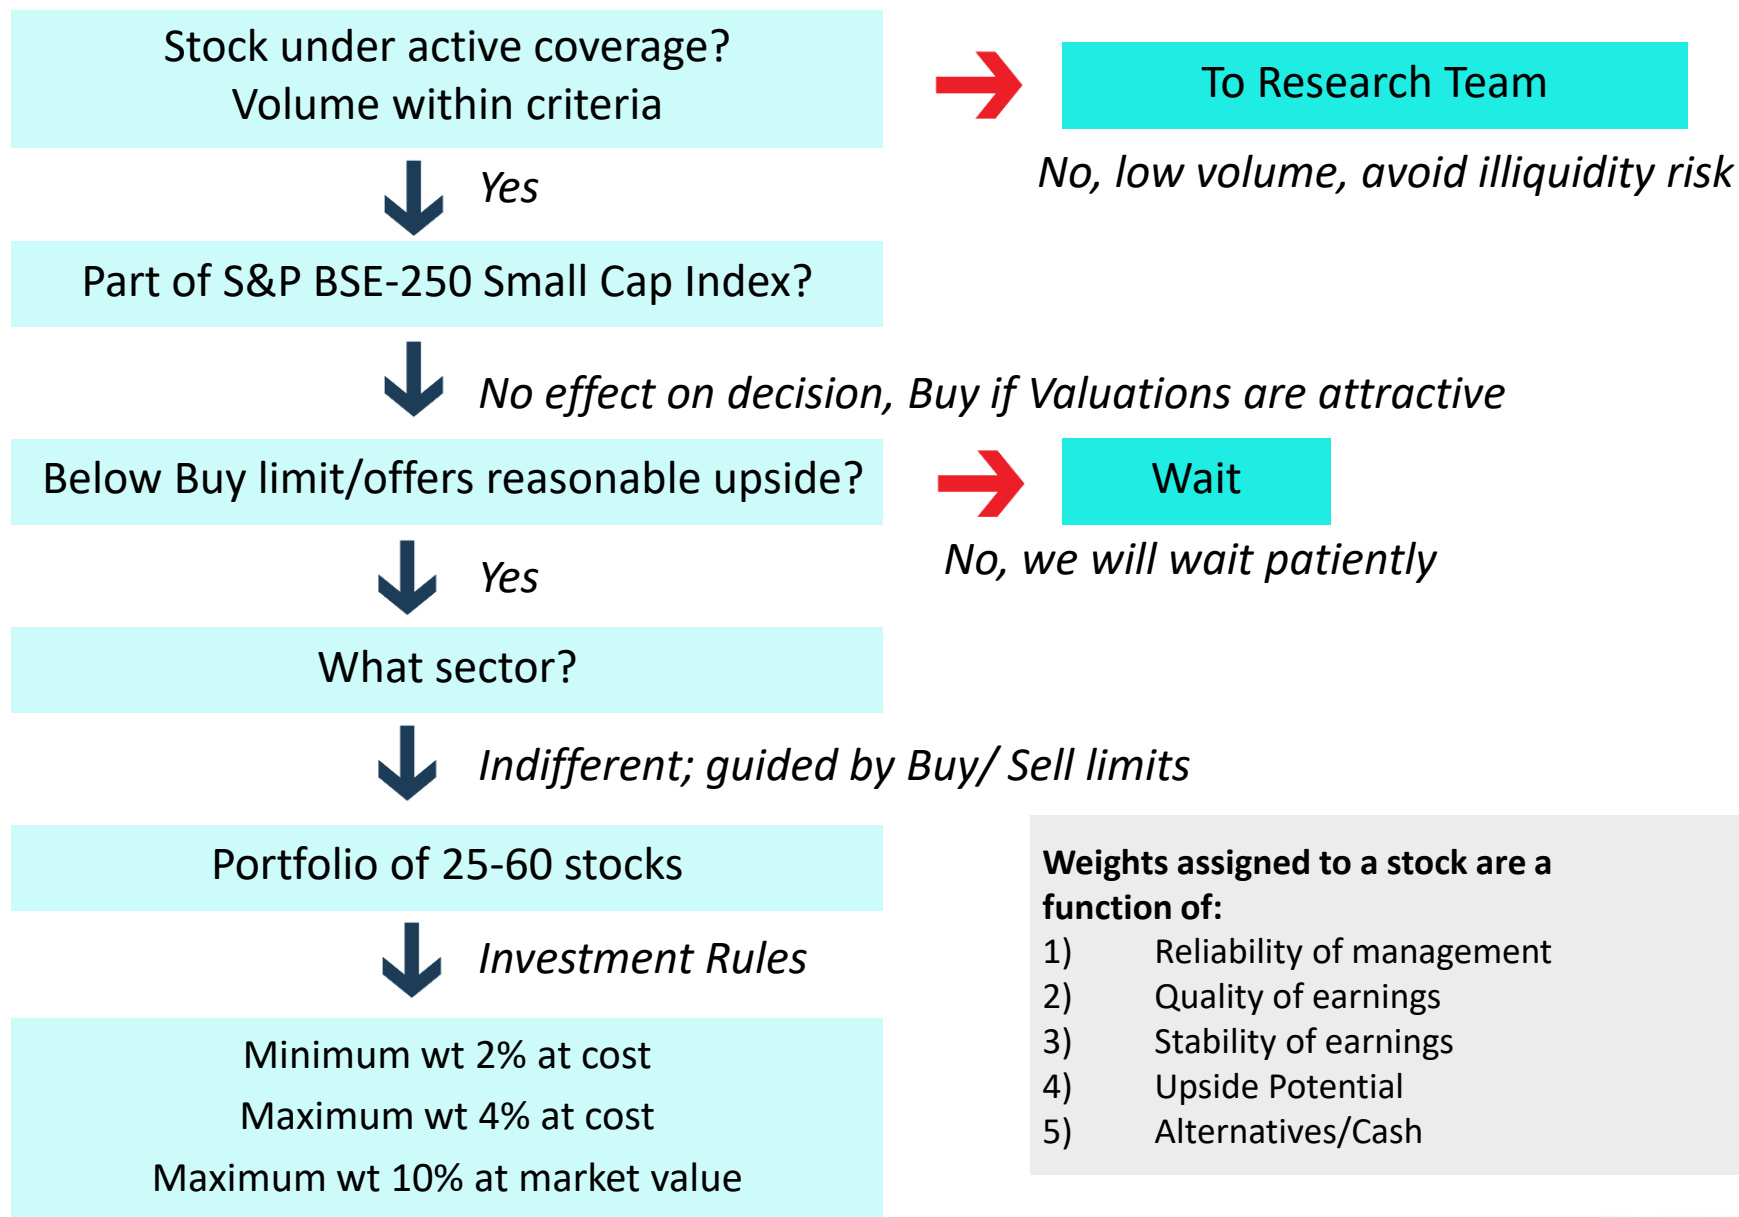 Stock under active coverage?
Volume within criteria
To Research Team
No, low volume, avoid illiquidity risk
Yes
Part of S&P BSE-250 Small Cap Index?
No effect on decision, Buy if Valuations are attractive
Below Buy limit/offers reasonable upside?
Wait
No, we will wait patiently
Yes
What sector?
Indifferent; guided by Buy/ Sell limits
Portfolio of 25-60 stocks
Investment Rules
Minimum wt 2% at cost
Maximum wt 4% at cost
Maximum wt 10% at market value
Weights assigned to a stock are a
function of:
1) Reliability of management
2) Quality of earnings
3) Stability of earnings
4) Upside Potential
5) Alternatives/Cash